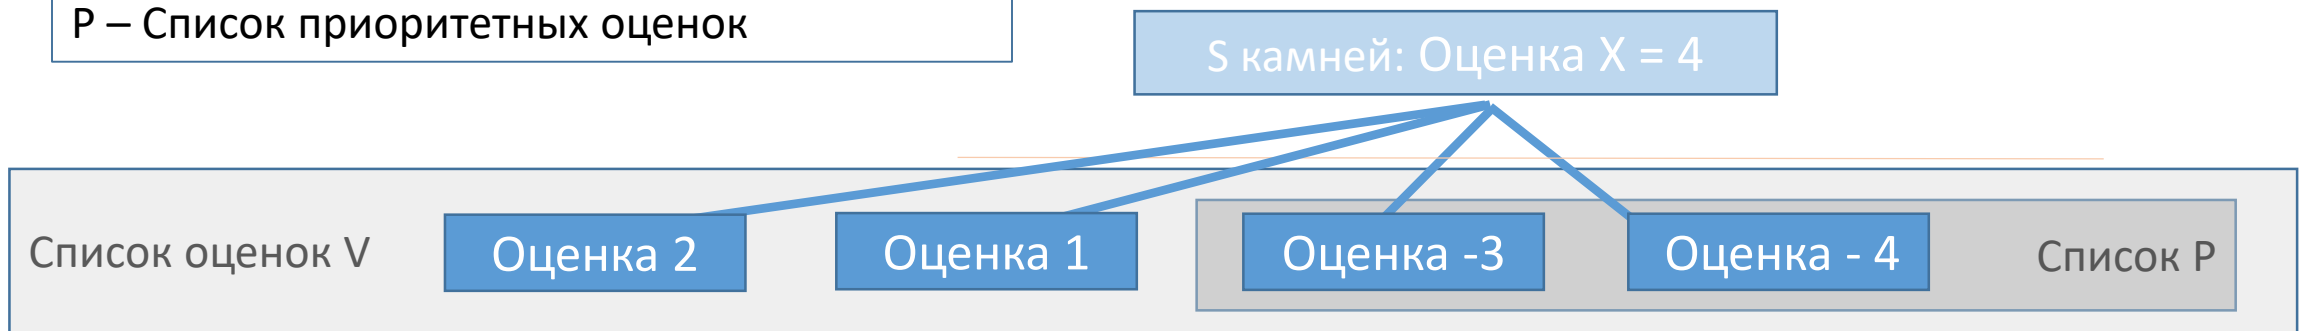 P – Список приоритетных оценок
S камней: Оценка X = 4
Список оценок V
Оценка 2
Оценка 1
Оценка -3
Оценка - 4
Список P